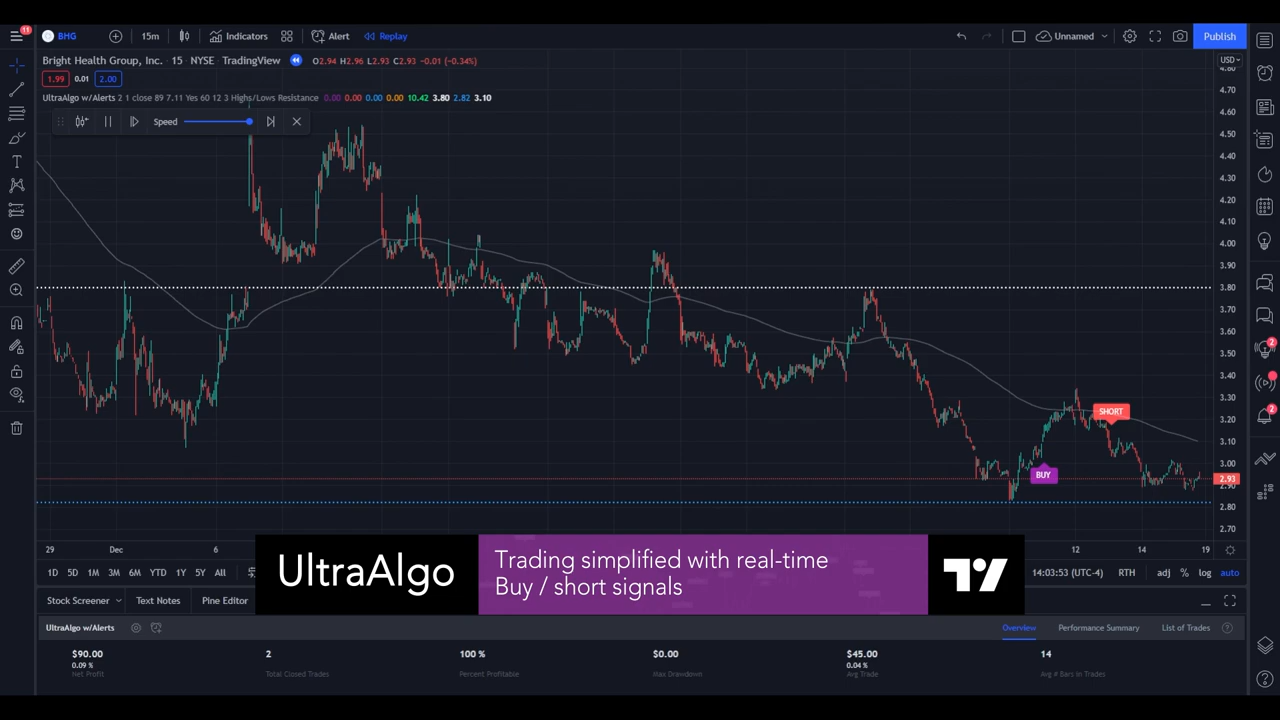 11
BHG
15m
Indicators
Alert
Replay
Unnamed
Publish
Bright Health Group, Inc. · 15 · NYSE · TradingView
O2.94 H2.96 L2.93 C2.93 −0.01 (−0.34%)
USD
1.99
0.01
2.00
UltraAlgo w/Alerts 2 1 close 89 7.11 Yes 60 12 3 Highs/Lows Resistance 0.00 0.00 0.00 0.00 10.42 3.80 2.82 3.10
Speed
4.80
4.70
4.60
4.50
4.40
4.30
4.20
4.10
4.00
3.90
3.80
3.70
3.60
3.50
3.40
3.30
3.20
3.10
3.00
2.93
2.90
2.80
2.70
SHORT
BUY
2
2
29
Dec
6
12
14
19
UltraAlgo
Trading simplified with real-time
Buy / short signals
1D 5D 1M 3M 6M YTD 1Y 5Y All
14:03:53 (UTC-4)
RTH
adj
%
log
auto
Stock Screener
Text Notes
Pine Editor
UltraAlgo w/Alerts
Overview
Performance Summary
List of Trades
$90.00
0.09 %
Net Profit
2
Total Closed Trades
100 %
Percent Profitable
$0.00
Max Drawdown
$45.00
0.04 %
Avg Trade
14
Avg # Bars in Trades